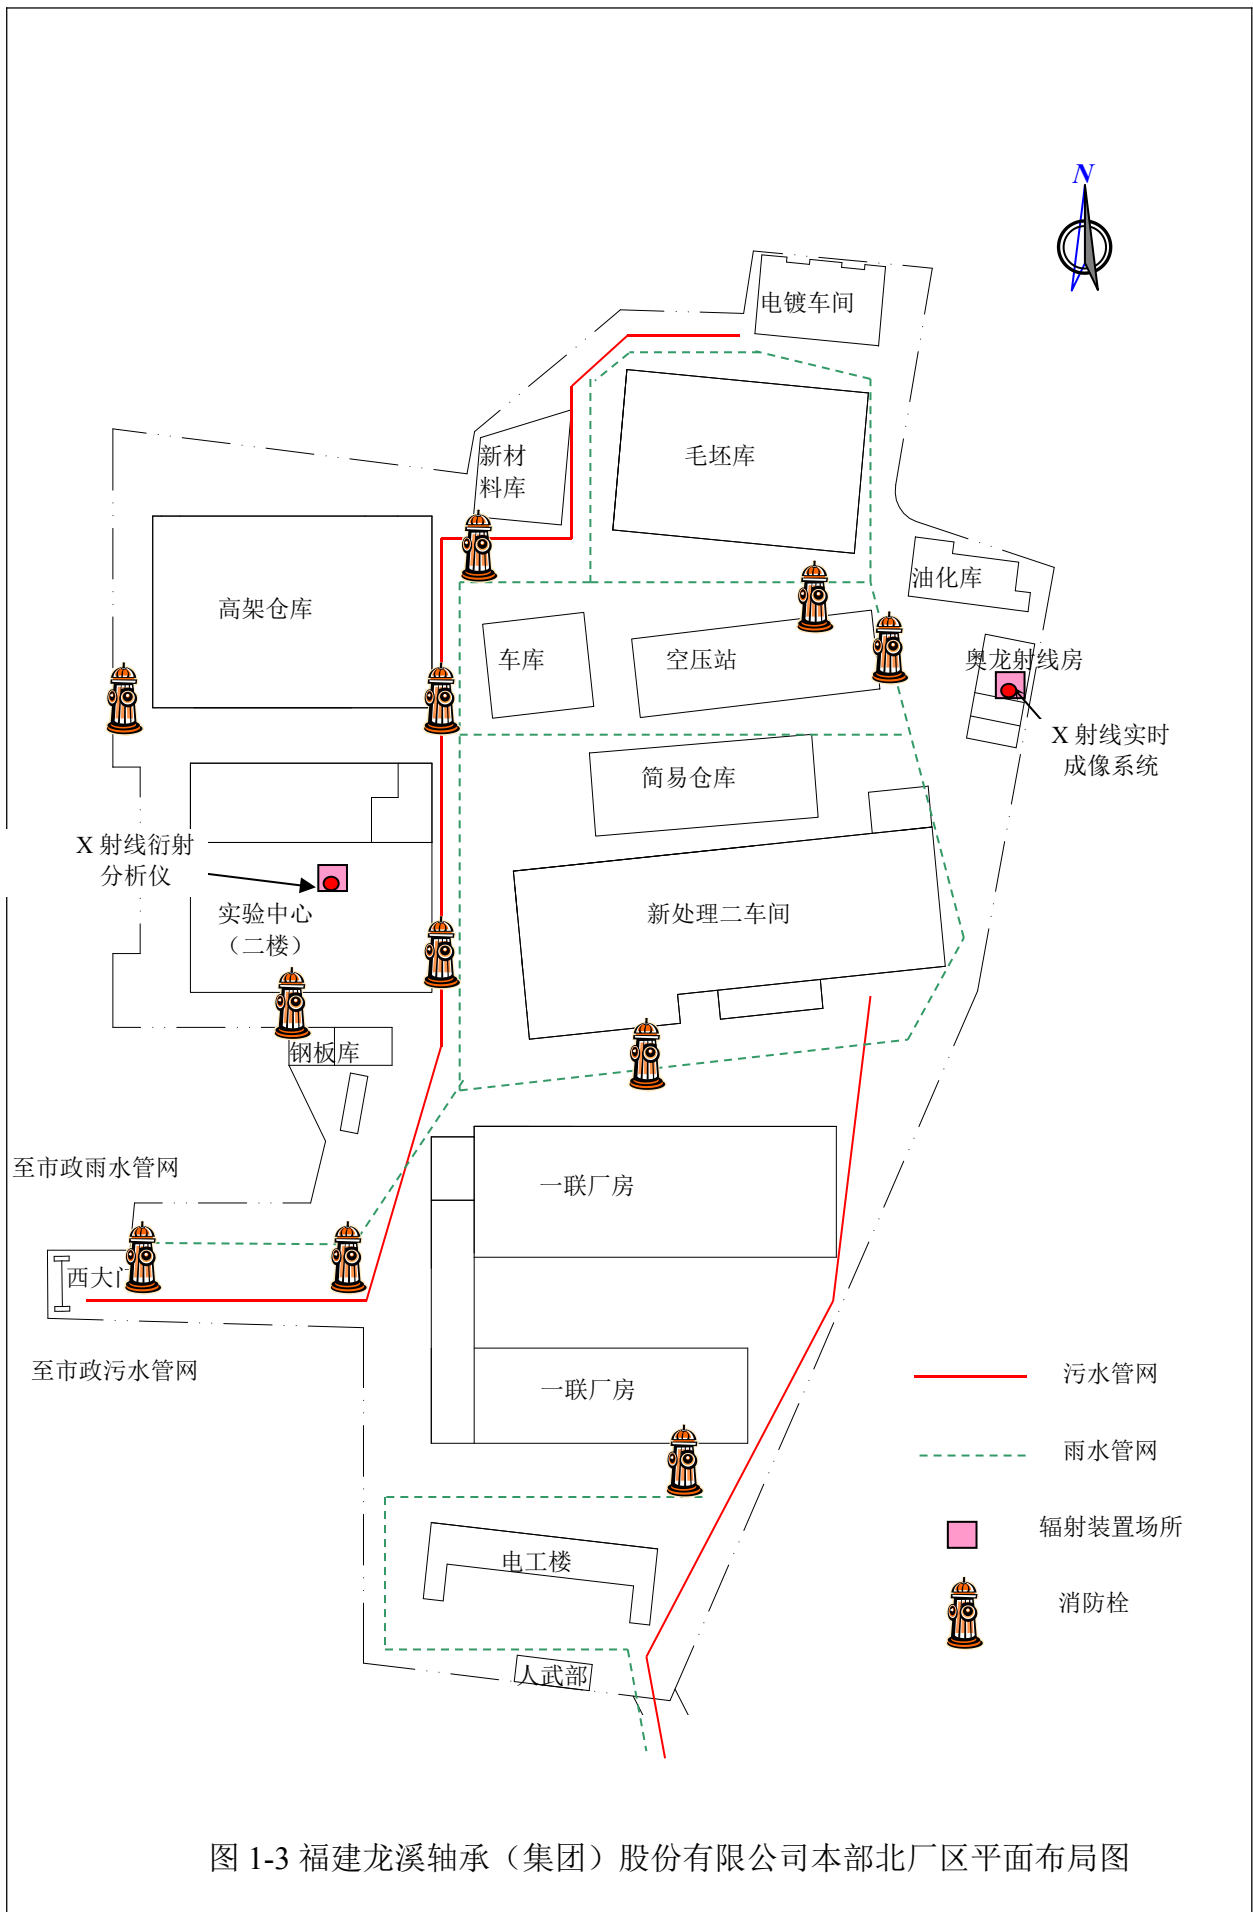 N
电镀车间
新材
料库
毛坯库
高架仓库
油化库
车库
空压站
奥龙射线房
X 射线实时
成像系统
简易仓库
X 射线衍射
分析仪
实验中心
（二楼）
新处理二车间
钢板库
至市政雨水管网
一联厂房
西大门
至市政污水管网
一联厂房
污水管网
雨水管网
辐射装置场所
消防栓
电工楼
人武部
图 1-3 福建龙溪轴承（集团）股份有限公司本部北厂区平面布局图